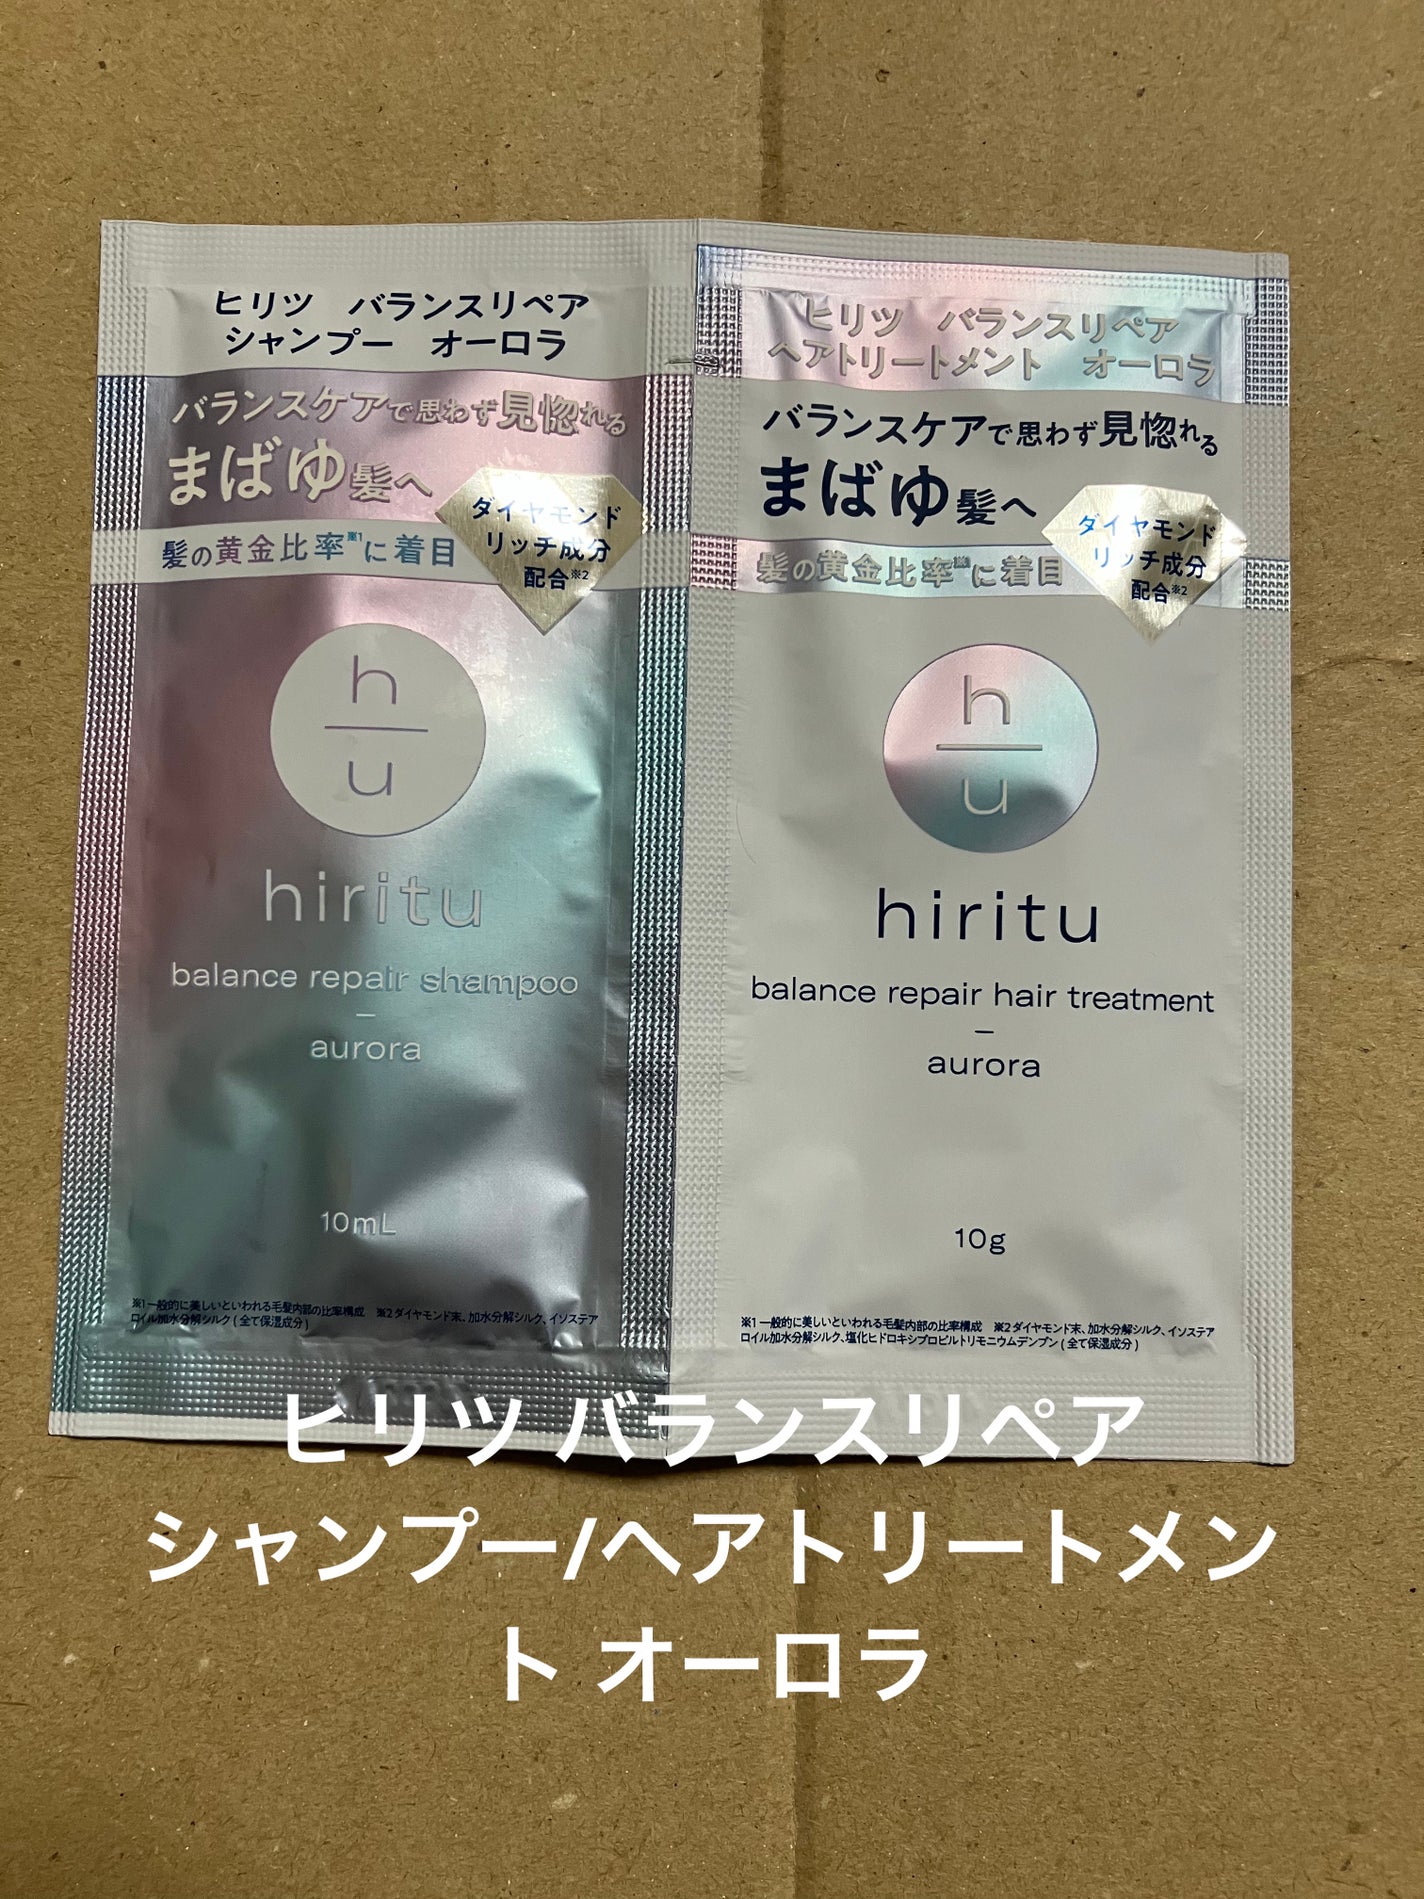 ヒリツ　バランスリペア
シャンプー　オーロラ
バランスケアで思わず見惚れる
まばゆ髪へ
髪の黄金比率※1に着目
ダイヤモンド
リッチ成分
配合※2
h
u
hiritu
balance repair shampoo
–
aurora
10mL
※1 一般的に美しいといわれる毛髪内部の比率構成　※2 ダイヤモンド末、加水分解シルク、イソステア
ロイル加水分解シルク ( 全て保湿成分 )
ヒリツ　バランスリペア
ヘアトリートメント　オーロラ
バランスケアで思わず見惚れる
まばゆ髪へ
髪の黄金比率※1に着目
ダイヤモンド
リッチ成分
配合※2
h
u
hiritu
balance repair hair treatment
–
aurora
10g
※1 一般的に美しいといわれる毛髪内部の比率構成　※2 ダイヤモンド末、加水分解シルク、イソステア
ロイル加水分解シルク、塩化ヒドロキシプロピルトリモニウムデンプン ( 全て保湿成分 )
ヒリツ バランスリペア
シャンプー/ヘアトリートメン
ト オーロラ